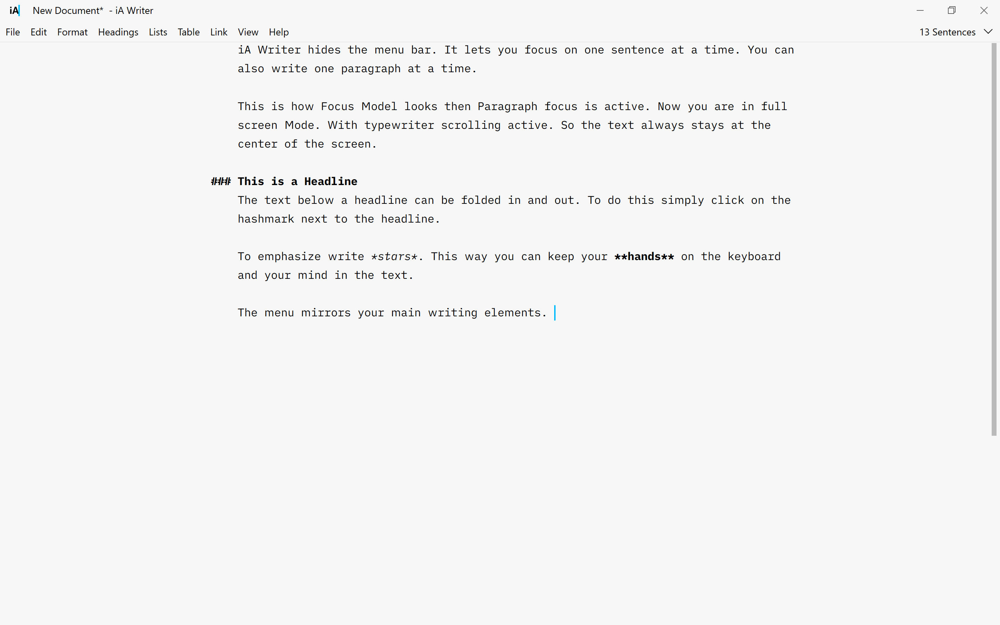 iA New Document* - iA Writer
File Edit Format Headings Lists Table Link View Help 13 Sentences
iA Writer hides the menu bar. It lets you focus on one sentence at a time. You can
also write one paragraph at a time.
This is how Focus Model looks then Paragraph focus is active. Now you are in full
screen Mode. With typewriter scrolling active. So the text always stays at the
center of the screen.
### This is a Headline
The text below a headline can be folded in and out. To do this simply click on the
hashmark next to the headline.
To emphasize write *stars*. This way you can keep your **hands** on the keyboard
and your mind in the text.
The menu mirrors your main writing elements.